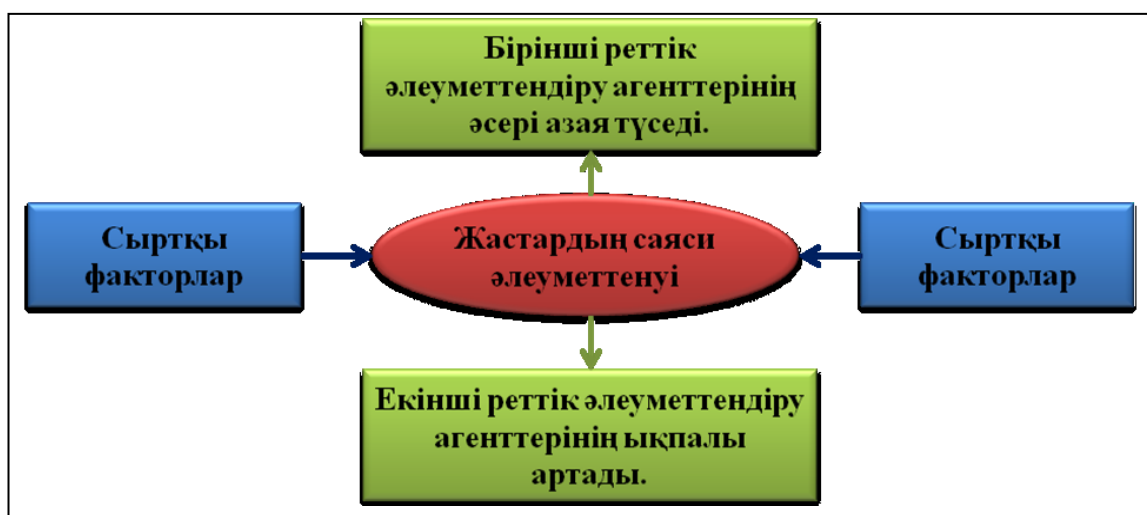 Бірінші реттік
әлеуметтендіру агенттерінің
әсері азая түседі.
Сыртқы
факторлар
Жастардың саяси
әлеуметтенуі
Сыртқы
факторлар
Екінші реттік әлеуметтендіру
агенттерінің ықпалы
артады.